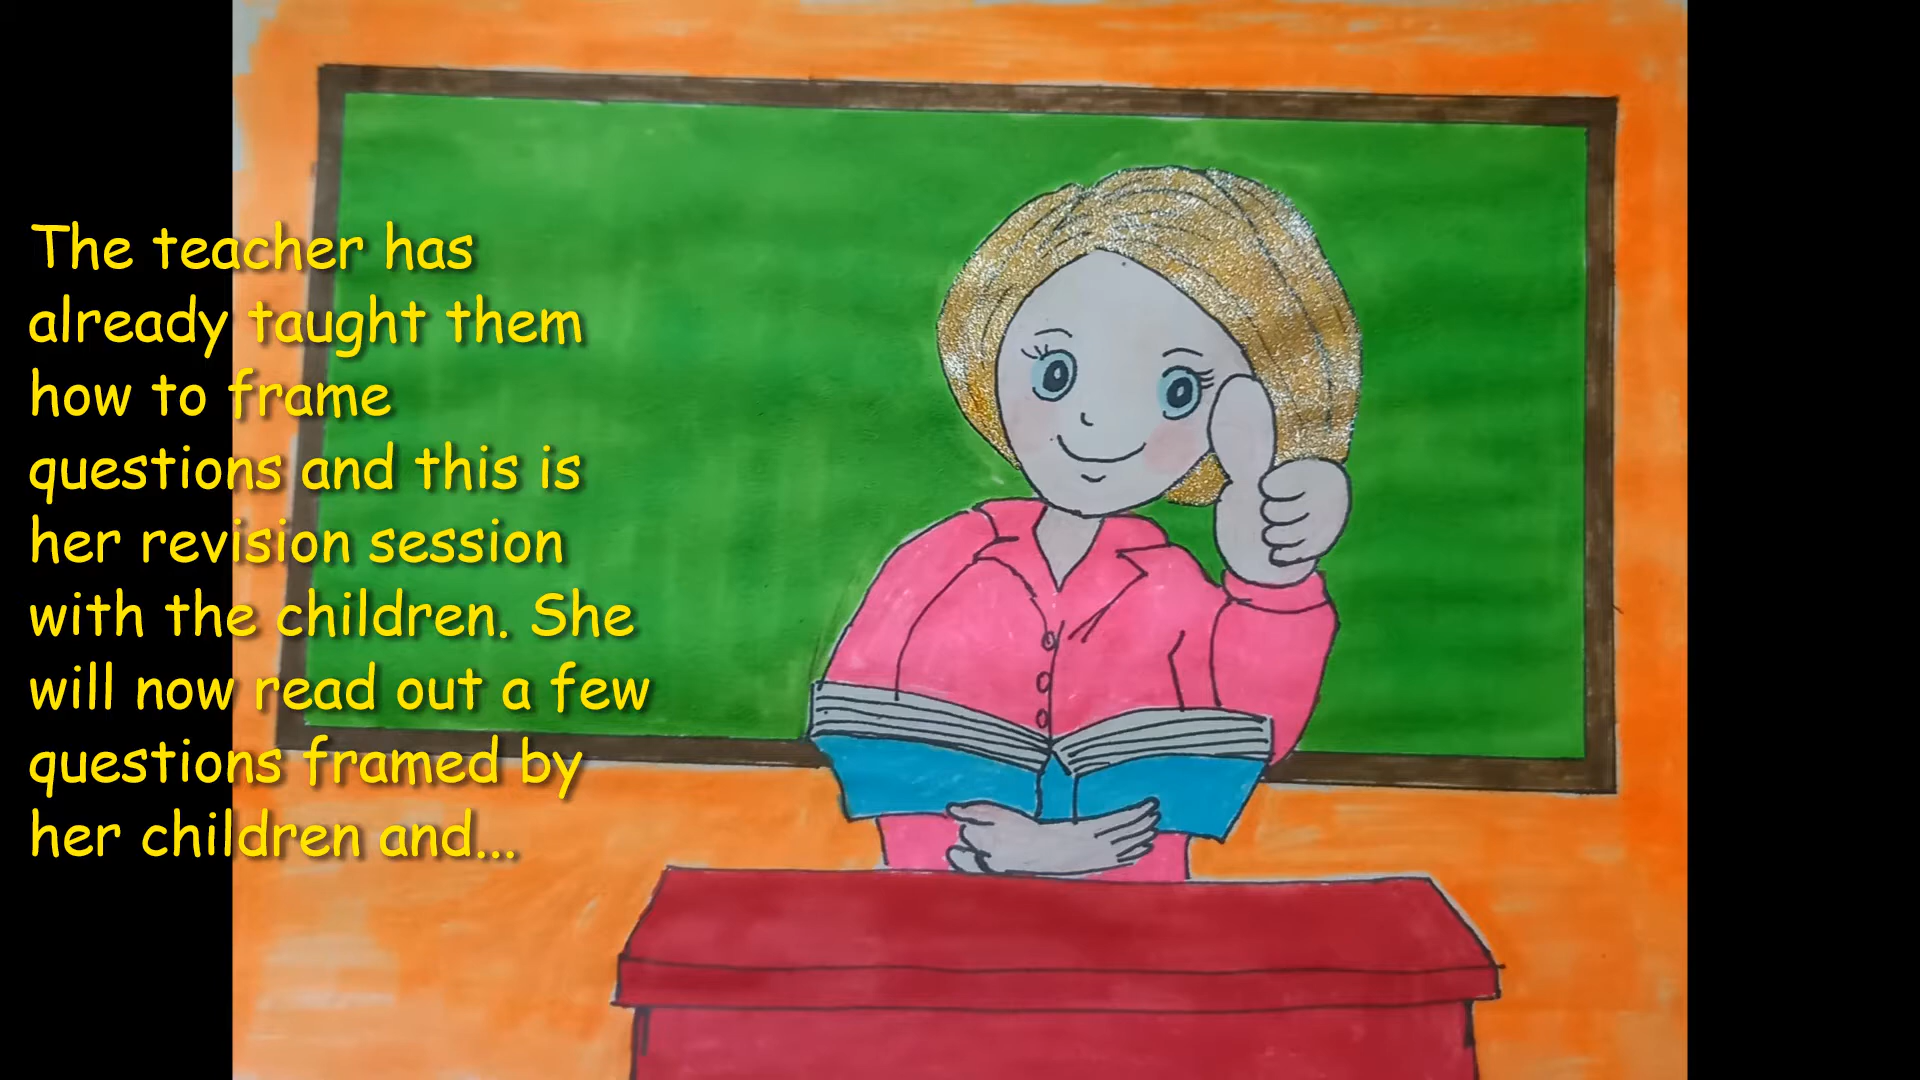 The teacher has
already taught them
how to frame
questions and this is
her revision session
with the children. She
will now read out a few
questions framed by
her children and...